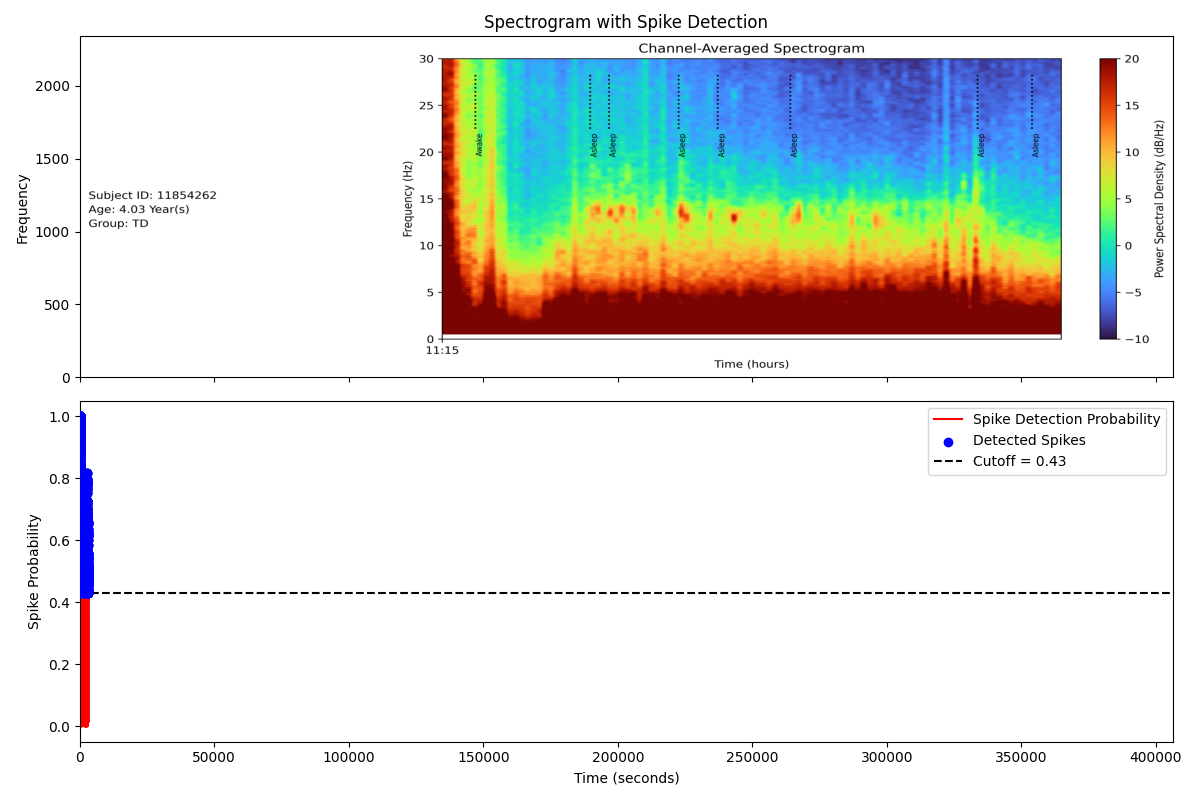 Spectrogram with Spike Detection
Channel-Averaged Spectrogram
Frequency
2000
1500
1000
500
0
Subject ID: 11854262
Age: 4.03 Year(s)
Group: TD
Frequency (Hz)
30
25
20
15
10
5
0
Awake
Asleep
Asleep
Asleep
Asleep
Asleep
Asleep
Asleep
11:15
Time (hours)
20
15
10
5
0
−5
−10
Power Spectral Density (dB/Hz)
Spike Probability
1.0
0.8
0.6
0.4
0.2
0.0
Spike Detection Probability
Detected Spikes
Cutoff = 0.43
0
50000
100000
150000
200000
250000
300000
350000
400000
Time (seconds)